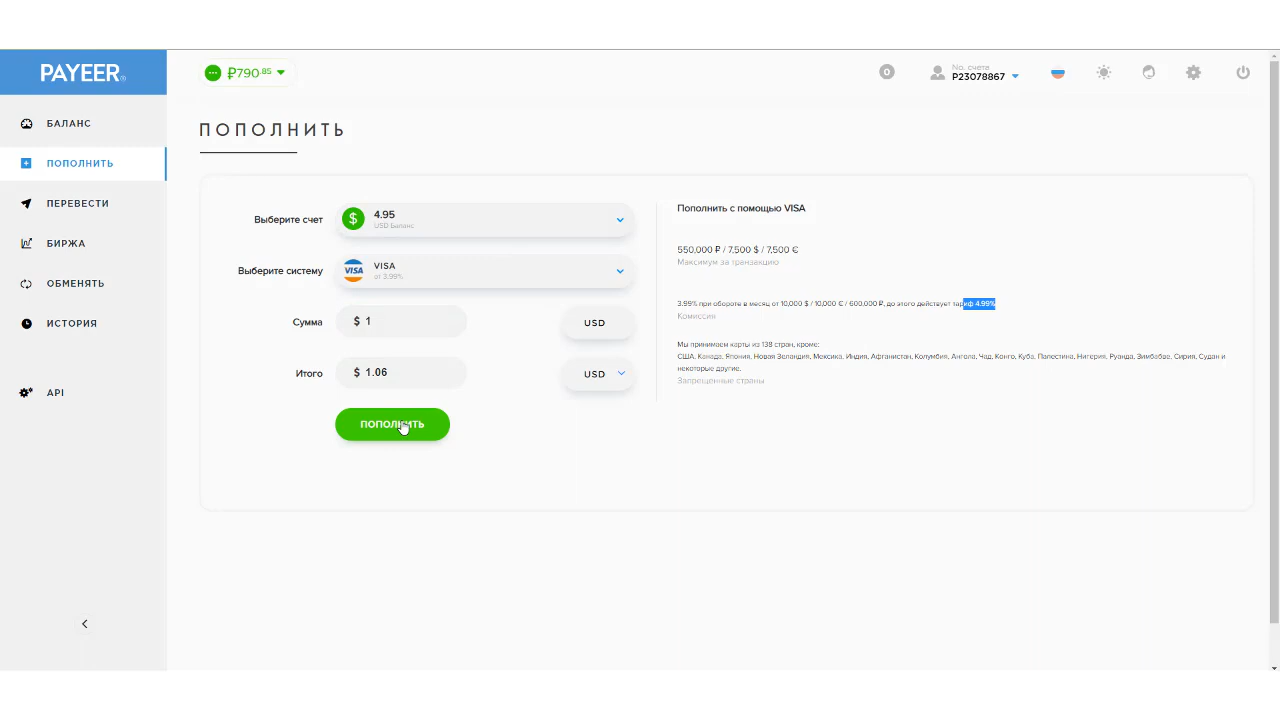 PAYEER®
₽790.85
0
No. счета
P23078867
БАЛАНС
ПОПОЛНИТЬ
ПЕРЕВЕСТИ
БИРЖА
ОБМЕНЯТЬ
ИСТОРИЯ
API
ПОПОЛНИТЬ
Выберите счет
$ 4.95
USD Баланс
Выберите систему
VISA VISA
от 3,99%
Сумма
$ 1
USD
Итого
$ 1.06
USD
ПОПОЛНИТЬ
Пополнить с помощью VISA
550,000 ₽ / 7,500 $ / 7,500 €
Максимум за транзакцию
3.99% при обороте в месяц от 10,000 $ / 10,000 € / 600,000 ₽, до этого действует тариф 4.99%
Комиссия
Мы принимаем карты из 138 стран, кроме:
США, Канада, Япония, Новая Зеландия, Мексика, Индия, Афганистан, Колумбия, Ангола, Чад, Конго, Куба, Палестина, Нигерия, Руанда, Зимбабве, Сирия, Судан и
некоторые другие.
Запрещенные страны